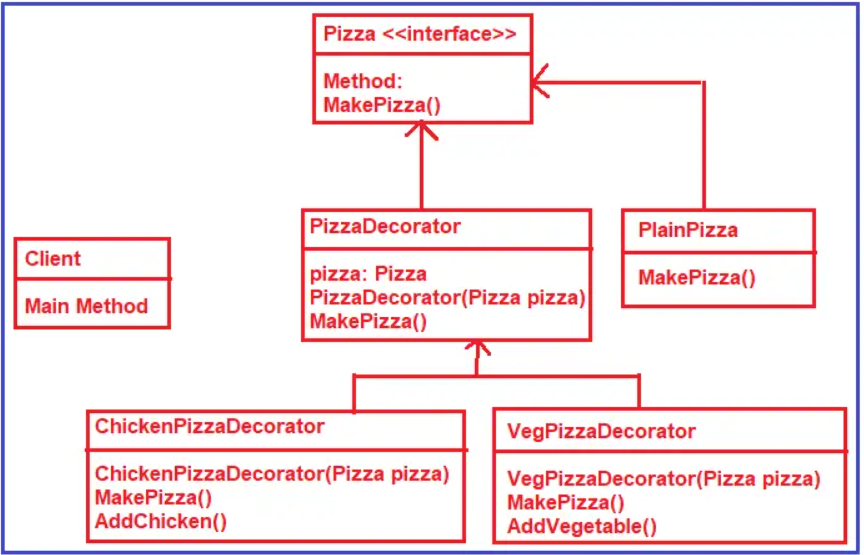 Pizza <<interface>>
Method:
MakePizza()
PizzaDecorator
pizza: Pizza
PizzaDecorator(Pizza pizza)
MakePizza()
PlainPizza
MakePizza()
Client
Main Method
ChickenPizzaDecorator
ChickenPizzaDecorator(Pizza pizza)
MakePizza()
AddChicken()
VegPizzaDecorator
VegPizzaDecorator(Pizza pizza)
MakePizza()
AddVegetable()